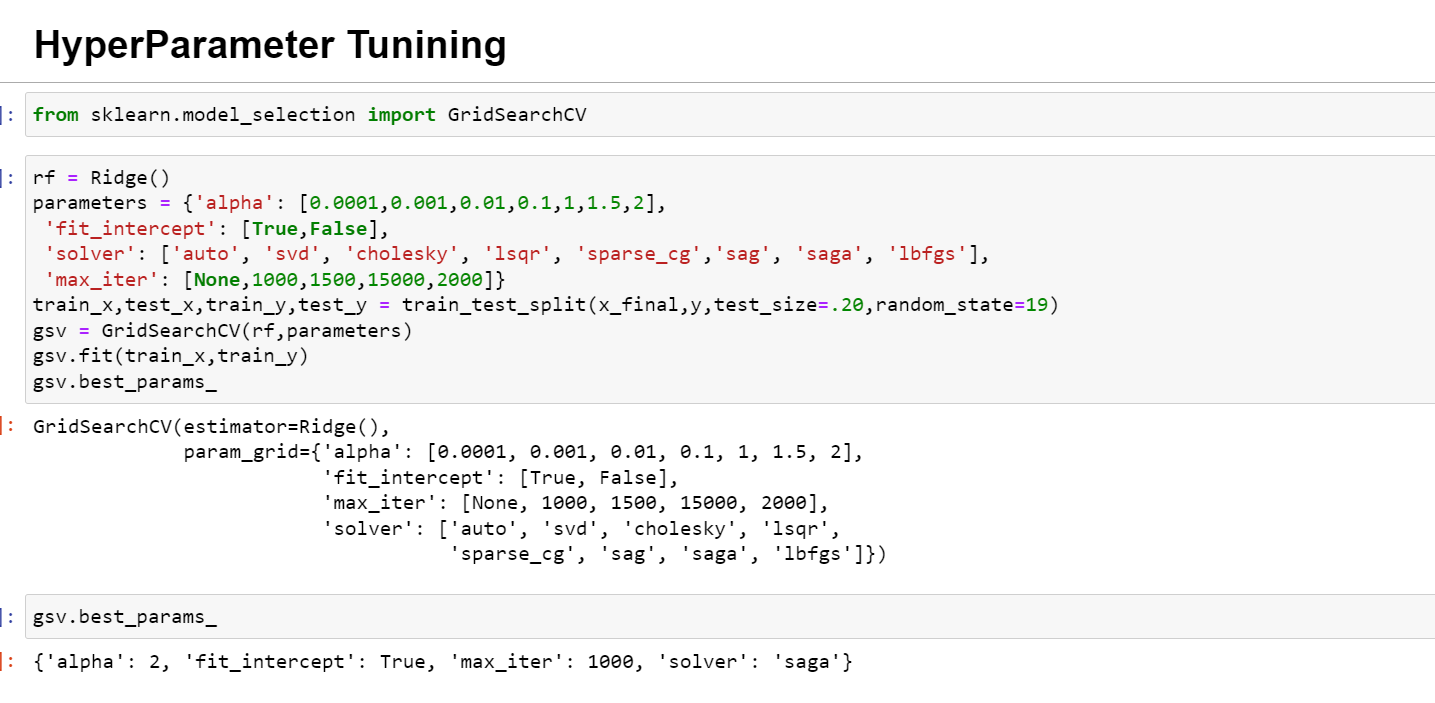 HyperParameter Tunining
]: from sklearn.model_selection import GridSearchCV
]: rf = Ridge()
parameters = {'alpha': [0.0001,0.001,0.01,0.1,1,1.5,2],
'fit_intercept': [True,False],
'solver': ['auto', 'svd', 'cholesky', 'lsqr', 'sparse_cg','sag', 'saga', 'lbfgs'],
'max_iter': [None,1000,1500,15000,2000]}
train_x,test_x,train_y,test_y = train_test_split(x_final,y,test_size=.20,random_state=19)
gsv = GridSearchCV(rf,parameters)
gsv.fit(train_x,train_y)
gsv.best_params_
]: GridSearchCV(estimator=Ridge(),
param_grid={'alpha': [0.0001, 0.001, 0.01, 0.1, 1, 1.5, 2],
'fit_intercept': [True, False],
'max_iter': [None, 1000, 1500, 15000, 2000],
'solver': ['auto', 'svd', 'cholesky', 'lsqr',
'sparse_cg', 'sag', 'saga', 'lbfgs']})
]: gsv.best_params_
]: {'alpha': 2, 'fit_intercept': True, 'max_iter': 1000, 'solver': 'saga'}